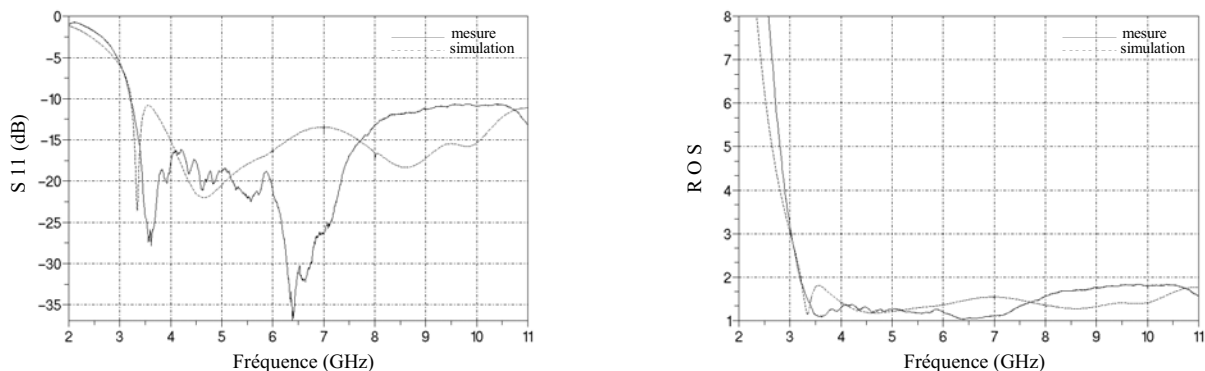 0
−5
−10
−15
−20
−25
−30
−35
S 11 (dB)
mesure
simulation
2 3 4 5 6 7 8 9 10 11
Fréquence (GHz)
8
7
6
5
4
3
2
1
R O S
mesure
simulation
2 3 4 5 6 7 8 9 10 11
Fréquence (GHz)